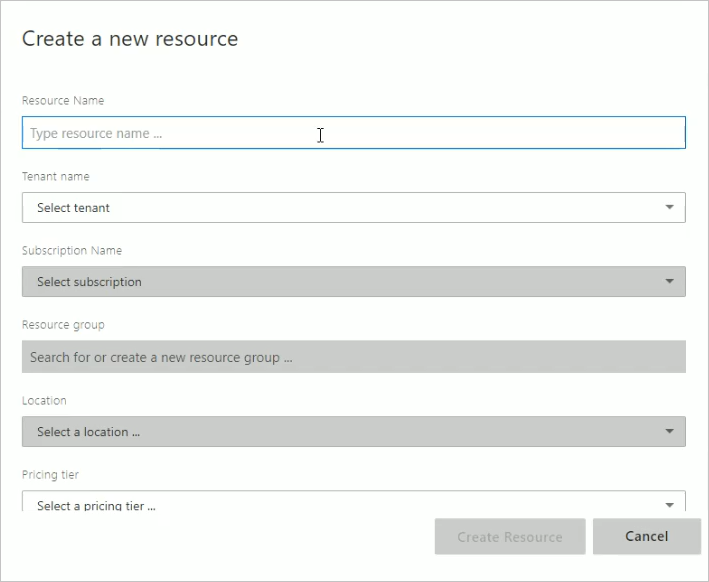 Create a new resource
Resource Name
Type resource name ...
Tenant name
Select tenant
Subscription Name
Select subscription
Resource group
Search for or create a new resource group ...
Location
Select a location ...
Pricing tier
Select a pricing tier ...
Create Resource
Cancel